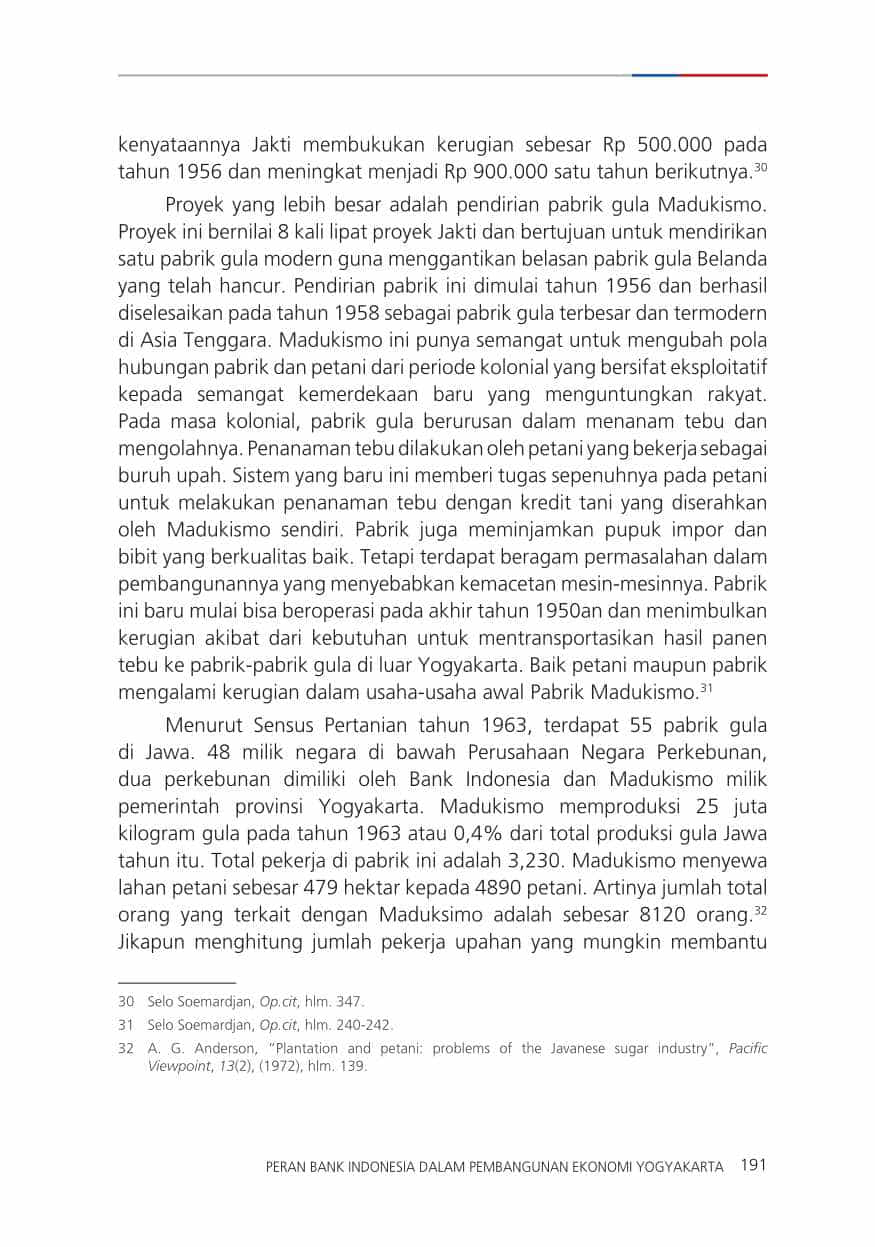 kenyataannya Jakti membukukan kerugian sebesar Rp 500.000 pada
tahun 1956 dan meningkat menjadi Rp 900.000 satu tahun berikutnya.30
Proyek yang lebih besar adalah pendirian pabrik gula Madukismo.
Proyek ini bernilai 8 kali lipat proyek Jakti dan bertujuan untuk mendirikan
satu pabrik gula modern guna menggantikan belasan pabrik gula Belanda
yang telah hancur. Pendirian pabrik ini dimulai tahun 1956 dan berhasil
diselesaikan pada tahun 1958 sebagai pabrik gula terbesar dan termodern
di Asia Tenggara. Madukismo ini punya semangat untuk mengubah pola
hubungan pabrik dan petani dari periode kolonial yang bersifat eksploitatif
kepada semangat kemerdekaan baru yang menguntungkan rakyat.
Pada masa kolonial, pabrik gula berurusan dalam menanam tebu dan
mengolahnya. Penanaman tebu dilakukan oleh petani yang bekerja sebagai
buruh upah. Sistem yang baru ini memberi tugas sepenuhnya pada petani
untuk melakukan penanaman tebu dengan kredit tani yang diserahkan
oleh Madukismo sendiri. Pabrik juga meminjamkan pupuk impor dan
bibit yang berkualitas baik. Tetapi terdapat beragam permasalahan dalam
pembangunannya yang menyebabkan kemacetan mesin-mesinnya. Pabrik
ini baru mulai bisa beroperasi pada akhir tahun 1950an dan menimbulkan
kerugian akibat dari kebutuhan untuk mentransportasikan hasil panen
tebu ke pabrik-pabrik gula di luar Yogyakarta. Baik petani maupun pabrik
mengalami kerugian dalam usaha-usaha awal Pabrik Madukismo.31
Menurut Sensus Pertanian tahun 1963, terdapat 55 pabrik gula
di Jawa. 48 milik negara di bawah Perusahaan Negara Perkebunan,
dua perkebunan dimiliki oleh Bank Indonesia dan Madukismo milik
pemerintah provinsi Yogyakarta. Madukismo memproduksi 25 juta
kilogram gula pada tahun 1963 atau 0,4% dari total produksi gula Jawa
tahun itu. Total pekerja di pabrik ini adalah 3,230. Madukismo menyewa
lahan petani sebesar 479 hektar kepada 4890 petani. Artinya jumlah total
orang yang terkait dengan Maduksimo adalah sebesar 8120 orang.32
Jikapun menghitung jumlah pekerja upahan yang mungkin membantu
30 Selo Soemardjan, Op.cit, hlm. 347.
31 Selo Soemardjan, Op.cit, hlm. 240-242.
32 A. G. Anderson, "Plantation and petani: problems of the Javanese sugar industry", Pacific
Viewpoint, 13(2), (1972), hlm. 139.
PERAN BANK INDONESIA DALAM PEMBANGUNAN EKONOMI YOGYAKARTA 191